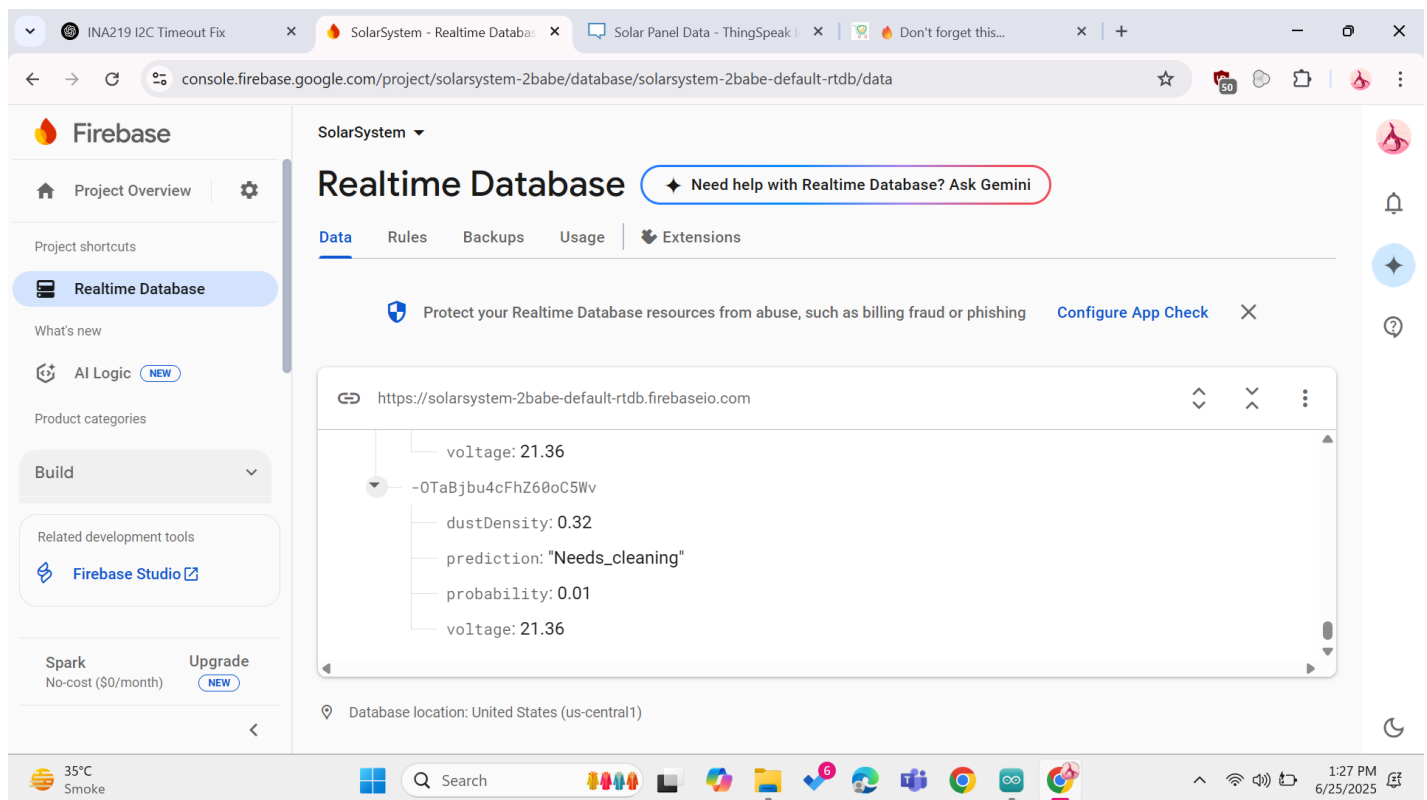 INA219 I2C Timeout Fix
SolarSystem - Realtime Databas
Solar Panel Data - ThingSpeak I
Don't forget this...
console.firebase.google.com/project/solarsystem-2babe/database/solarsystem-2babe-default-rtdb/data
50
Firebase
Project Overview
Project shortcuts
Realtime Database
What's new
AI Logic NEW
Product categories
Build
Related development tools
Firebase Studio
Spark
No-cost ($0/month)
Upgrade
NEW
SolarSystem
Realtime Database
Need help with Realtime Database? Ask Gemini
Data Rules Backups Usage Extensions
Protect your Realtime Database resources from abuse, such as billing fraud or phishing Configure App Check
https://solarsystem-2babe-default-rtdb.firebaseio.com
voltage: 21.36
-OTaBjbu4cFhZ60oC5Wv
dustDensity: 0.32
prediction: "Needs_cleaning"
probability: 0.01
voltage: 21.36
Database location: United States (us-central1)
35°C
Smoke
Search
6
1:27 PM
6/25/2025